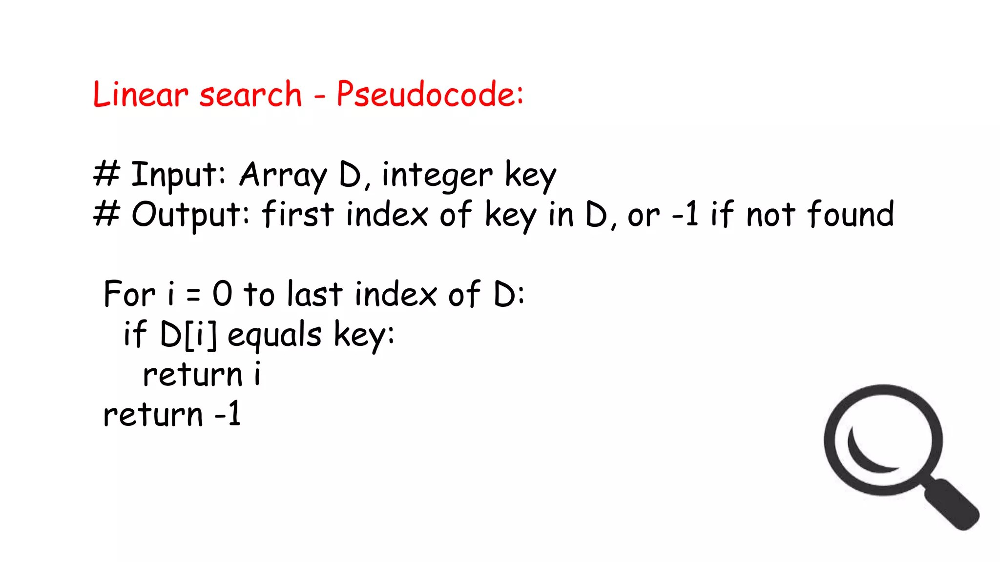 Linear search - Pseudocode:
# Input: Array D, integer key
# Output: first index of key in D, or -1 if not found
For i = 0 to last index of D:
if D[i] equals key:
return i
return -1